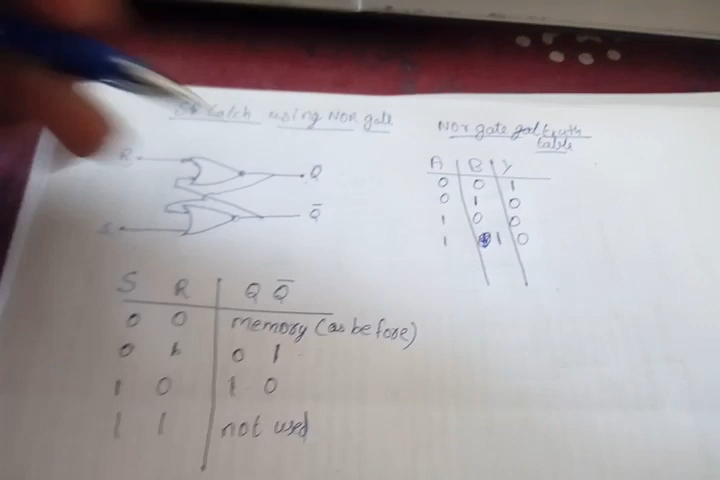 SR Latch using NOR gate
R
Q
Q̅
S
NOR gate truth
table
A B Y
0 0 1
0 1 0
1 0 0
1 1 0
S R Q Q̅
0 0 memory (as before)
0 1 0 1
1 0 1 0
1 1 not used